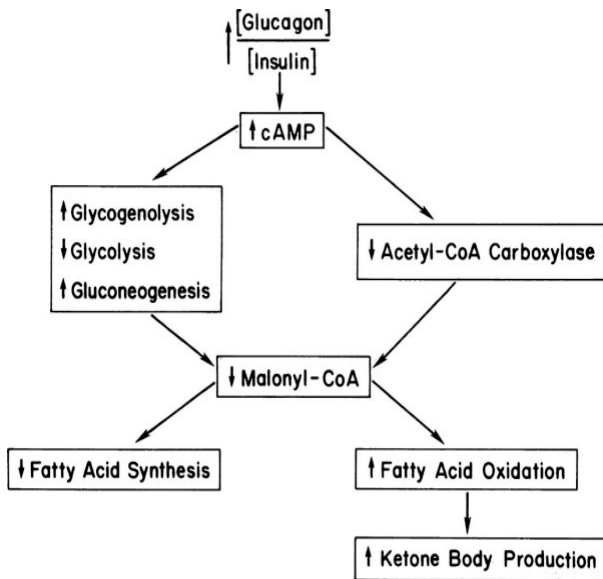 ↑ [Glucagon]
[Insulin]
↑ cAMP
↑ Glycogenolysis
↓ Glycolysis
↑ Gluconeogenesis
↓ Acetyl-CoA Carboxylase
↓ Malonyl-CoA
↓ Fatty Acid Synthesis
↑ Fatty Acid Oxidation
↑ Ketone Body Production